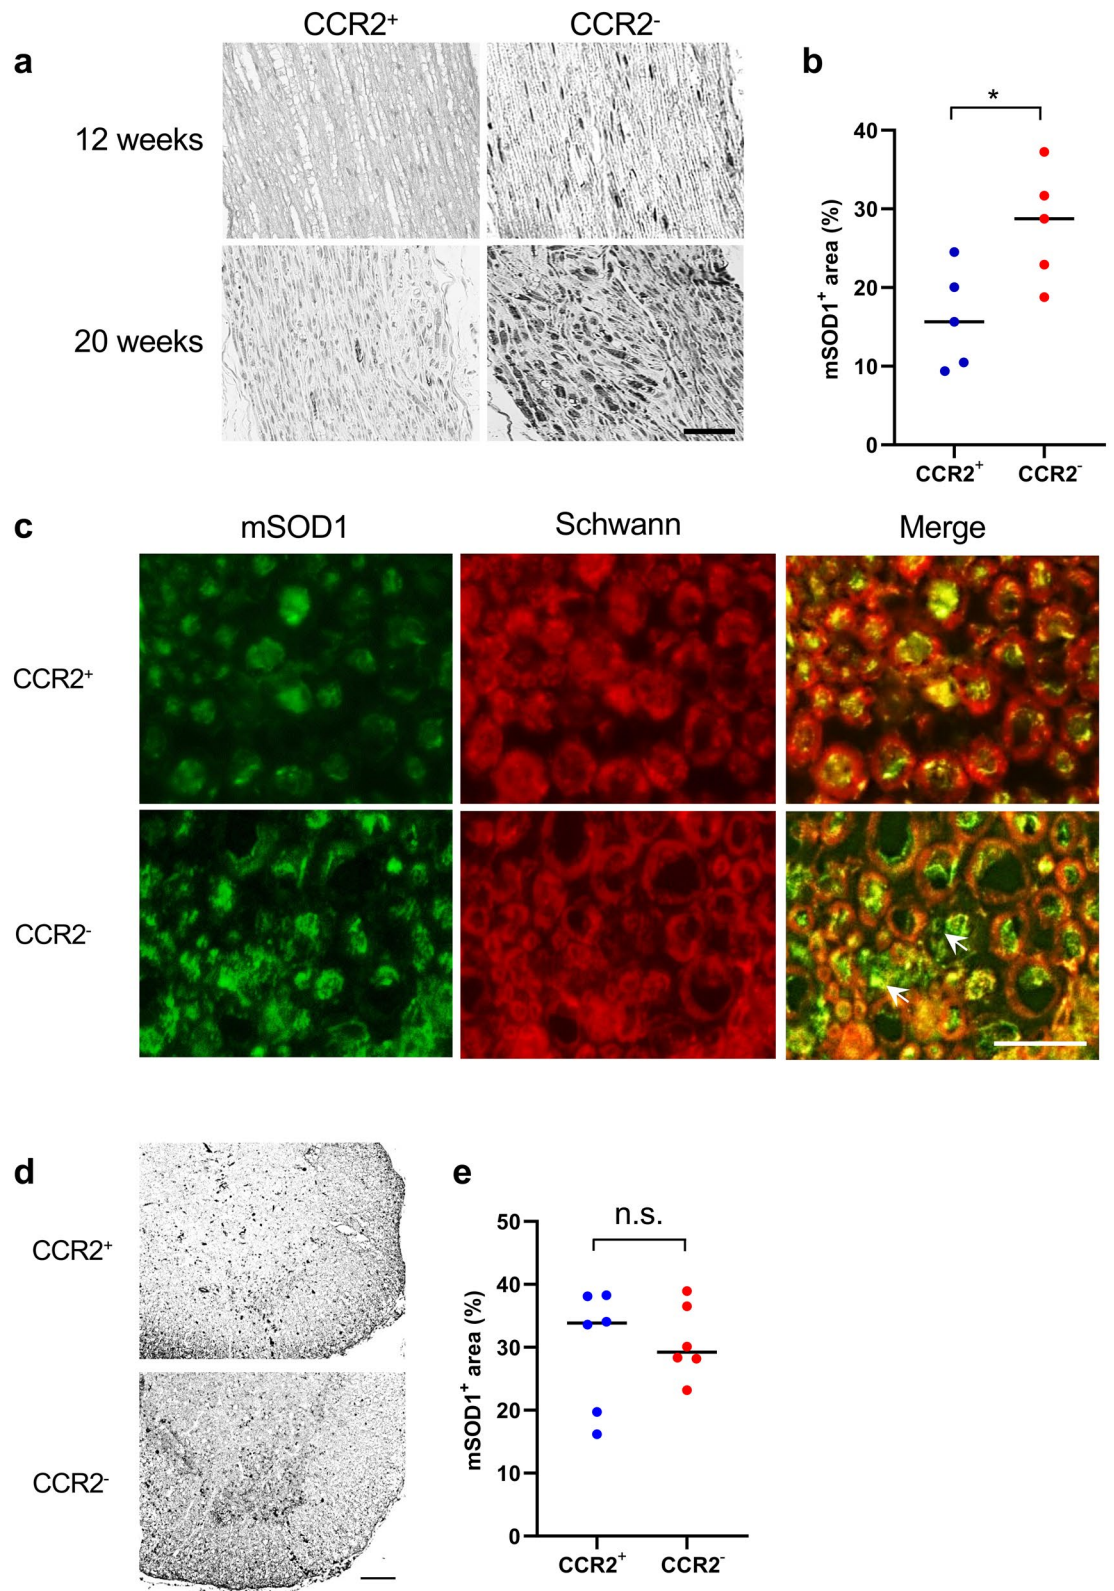 CCR2⁺ CCR2⁻
a
12 weeks
20 weeks
b
*
40
30
20
10
0
mSOD1⁺ area (%)
CCR2⁺ CCR2⁻
c
mSOD1 Schwann Merge
CCR2⁺
CCR2⁻
d
CCR2⁺
CCR2⁻
e
n.s.
50
40
30
20
10
0
mSOD1⁺ area (%)
CCR2⁺ CCR2⁻